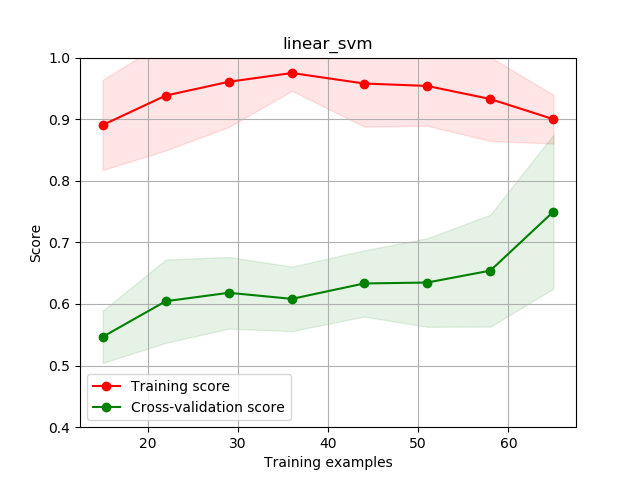 linear_svm
1.0
0.9
0.8
0.7
0.6
0.5
0.4
Score
Training score
Cross-validation score
20 30 40 50 60
Training examples